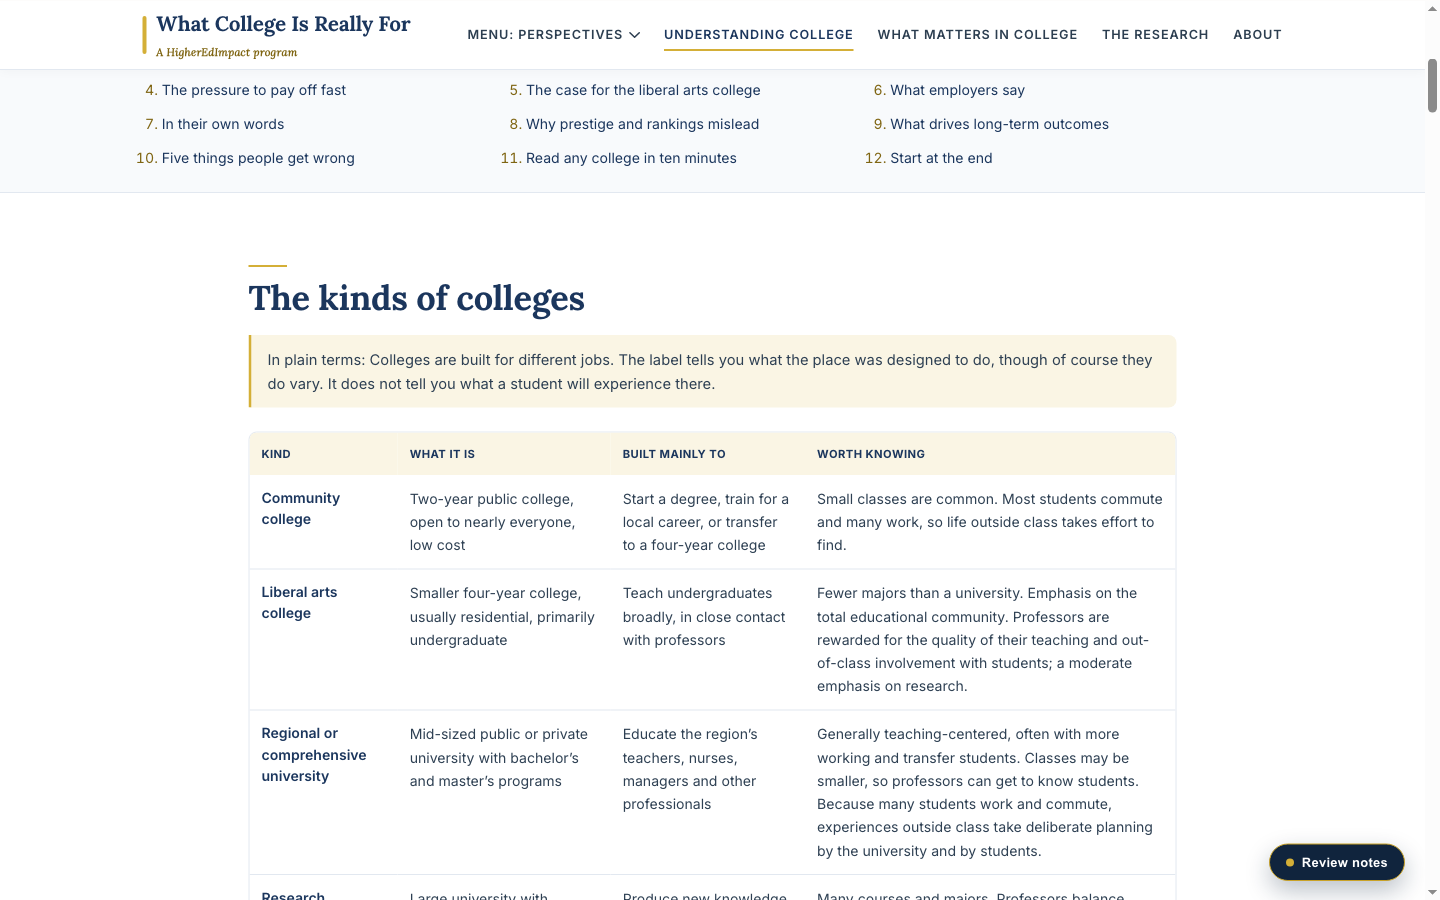 What College Is Really For
A HigherEdImpact program
MENU: PERSPECTIVES
UNDERSTANDING COLLEGE
WHAT MATTERS IN COLLEGE
THE RESEARCH
ABOUT
4. The pressure to pay off fast
5. The case for the liberal arts college
6. What employers say
7. In their own words
8. Why prestige and rankings mislead
9. What drives long-term outcomes
10. Five things people get wrong
11. Read any college in ten minutes
12. Start at the end
The kinds of colleges
In plain terms: Colleges are built for different jobs. The label tells you what the place was designed to do, though of course they
do vary. It does not tell you what a student will experience there.
KIND
WHAT IT IS
BUILT MAINLY TO
WORTH KNOWING
Community
college
Two-year public college,
open to nearly everyone,
low cost
Start a degree, train for a
local career, or transfer
to a four-year college
Small classes are common. Most students commute
and many work, so life outside class takes effort to
find.
Liberal arts
college
Smaller four-year college,
usually residential, primarily
undergraduate
Teach undergraduates
broadly, in close contact
with professors
Fewer majors than a university. Emphasis on the
total educational community. Professors are
rewarded for the quality of their teaching and out-
of-class involvement with students; a moderate
emphasis on research.
Regional or
comprehensive
university
Mid-sized public or private
university with bachelor’s
and master’s programs
Educate the region’s
teachers, nurses,
managers and other
professionals
Generally teaching-centered, often with more
working and transfer students. Classes may be
smaller, so professors can get to know students.
Because many students work and commute,
experiences outside class take deliberate planning
by the university and by students.
Research
Large university with
Produce new knowledge
Many courses and majors. Professors balance
Review notes